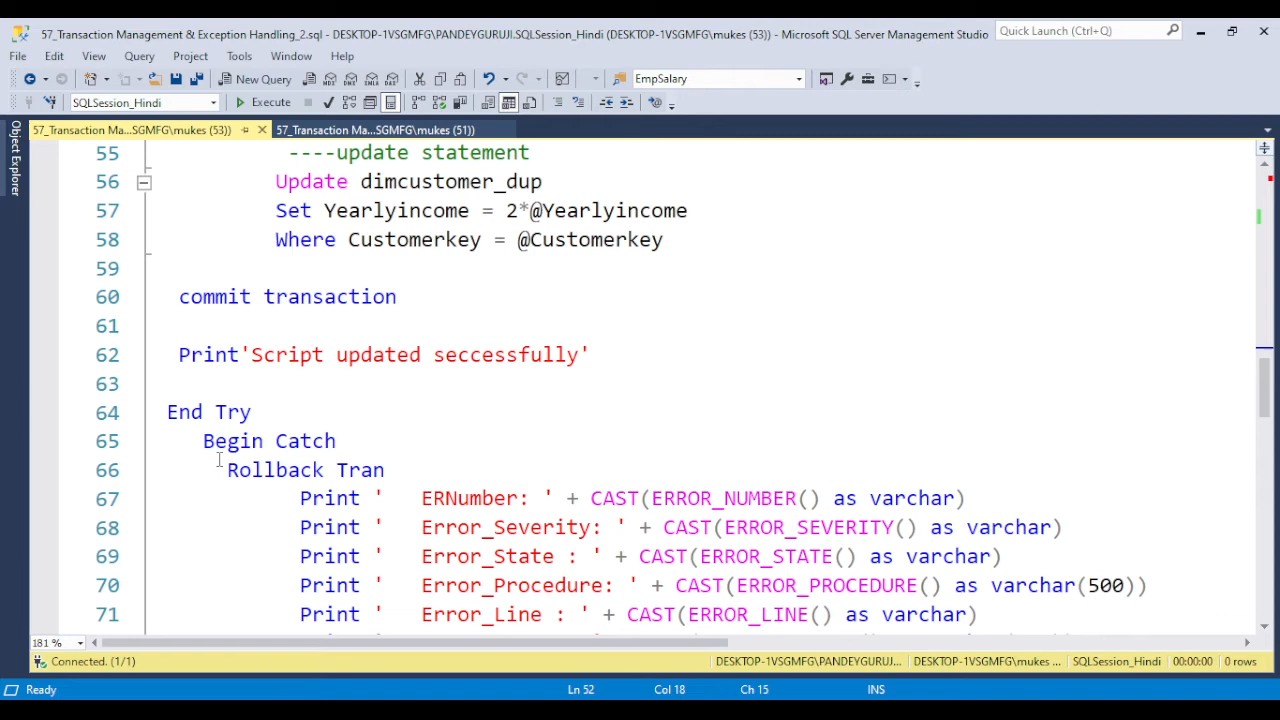 57_Transaction Management & Exception Handling_2.sql - DESKTOP-1VSGMFG\PANDEYGURUJI.SQLSession_Hindi (DESKTOP-1VSGMFG\mukes (53)) - Microsoft SQL Server Management Studio
Quick Launch (Ctrl+Q)
File Edit View Query Project Tools Window Help
New Query EmpSalary
SQLSession_Hindi Execute
57_Transaction Ma...SGMFG\mukes (53)) 57_Transaction Ma...SGMFG\mukes (51))
Object Explorer
55 ----update statement
56 Update dimcustomer_dup
57 Set Yearlyincome = 2*@Yearlyincome
58 Where Customerkey = @Customerkey
59
60 commit transaction
61
62 Print'Script updated seccessfully'
63
64 End Try
65 Begin Catch
66 Rollback Tran
67 Print '   ERNumber: ' + CAST(ERROR_NUMBER() as varchar)
68 Print '   Error_Severity: ' + CAST(ERROR_SEVERITY() as varchar)
69 Print '   Error_State : ' + CAST(ERROR_STATE() as varchar)
70 Print '   Error_Procedure: ' + CAST(ERROR_PROCEDURE() as varchar(500))
71 Print '   Error_Line : ' + CAST(ERROR_LINE() as varchar)
181 %
Connected. (1/1) DESKTOP-1VSGMFG\PANDEYGURUJ... DESKTOP-1VSGMFG\mukes ... SQLSession_Hindi 00:00:00 0 rows
Ready Ln 52 Col 18 Ch 15 INS